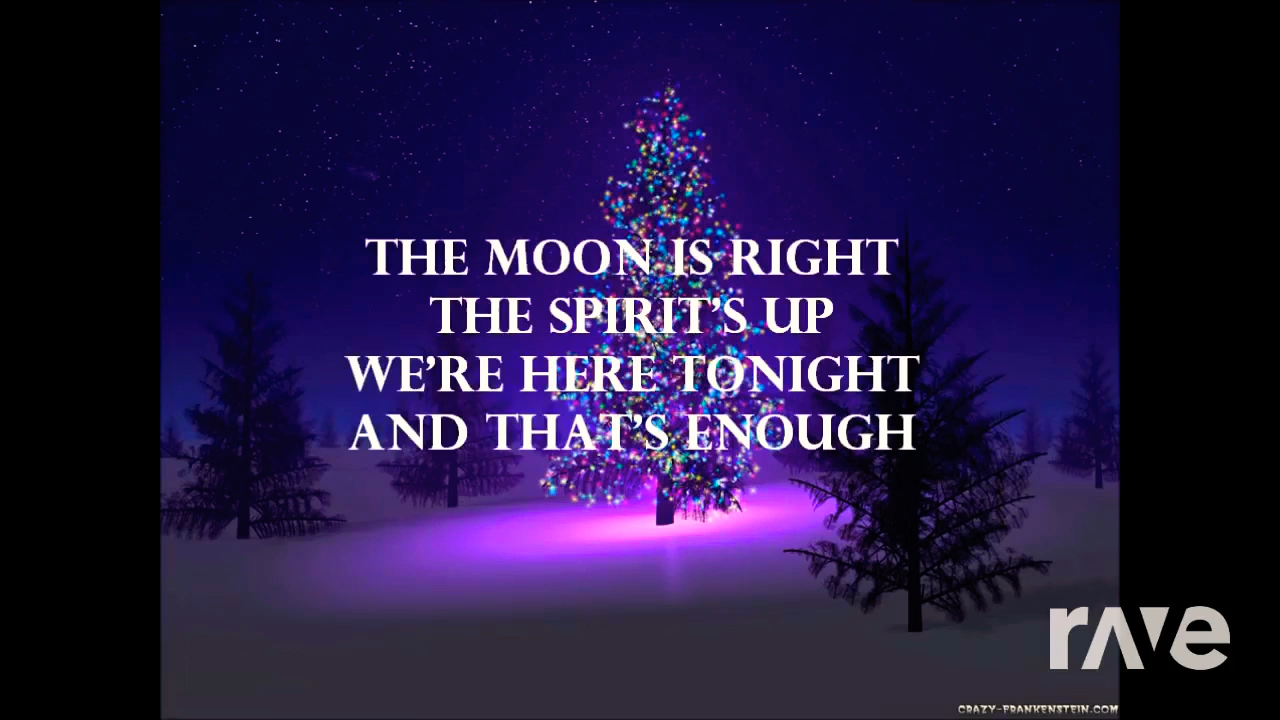 THE MOON IS RIGHT
THE SPIRIT'S UP
WE'RE HERE TONIGHT
AND THAT'S ENOUGH
rave
CRAZY-FRANKENSTEIN.COM